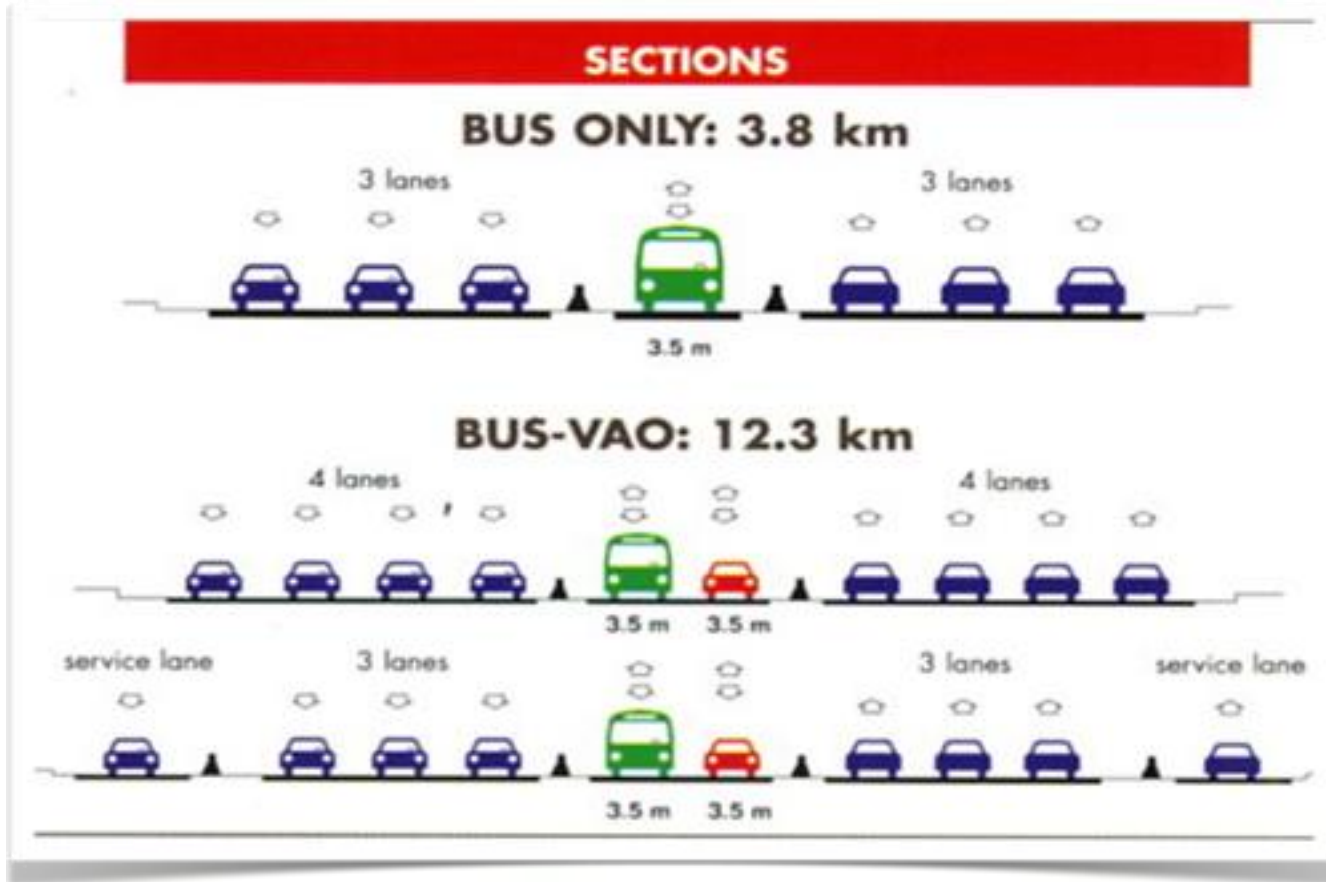 SECTIONS
BUS ONLY: 3.8 km
3 lanes 3 lanes
3.5 m
BUS-VAO: 12.3 km
4 lanes 4 lanes
3.5 m 3.5 m
service lane 3 lanes 3 lanes service lane
3.5 m 3.5 m